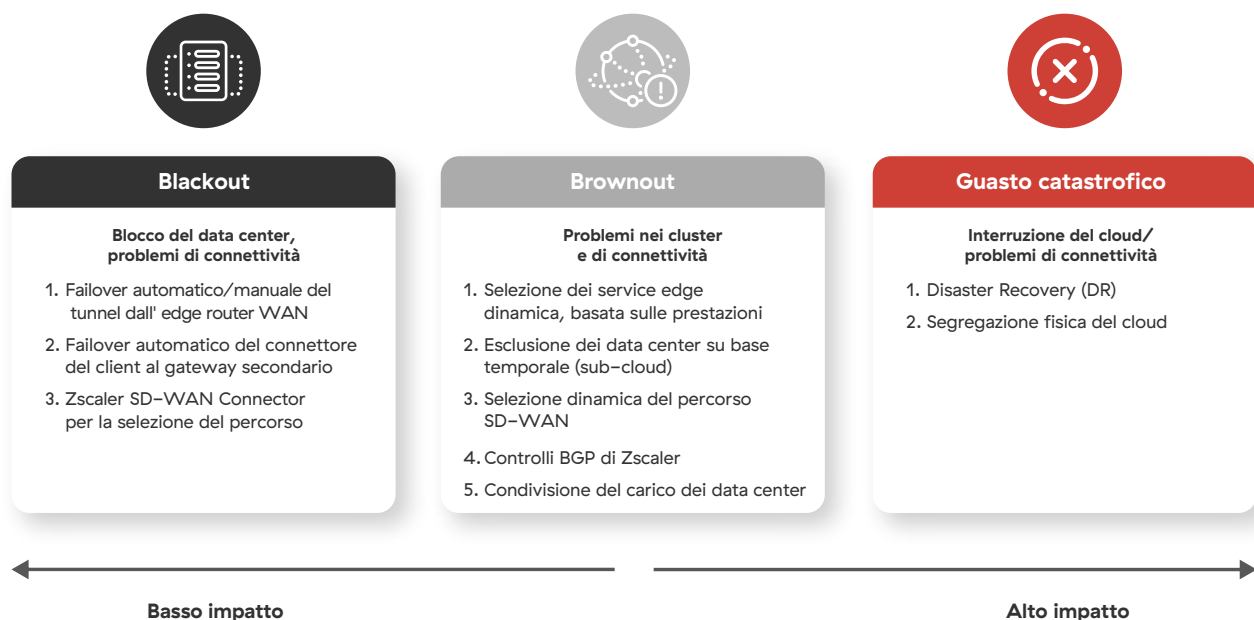 Blackout
Blocco del data center,
problemi di connettività
1. Failover automatico/manuale del
tunnel dall' edge router WAN
2. Failover automatico del connettore
del client al gateway secondario
3. Zscaler SD-WAN Connector
per la selezione del percorso
Brownout
Problemi nei cluster
e di connettività
1. Selezione dei service edge
dinamica, basata sulle prestazioni
2. Esclusione dei data center su base
temporale (sub-cloud)
3. Selezione dinamica del percorso
SD-WAN
4. Controlli BGP di Zscaler
5. Condivisione del carico dei data center
Guasto catastrofico
Interruzione del cloud/
problemi di connettività
1. Disaster Recovery (DR)
2. Segregazione fisica del cloud
Basso impatto
Alto impatto